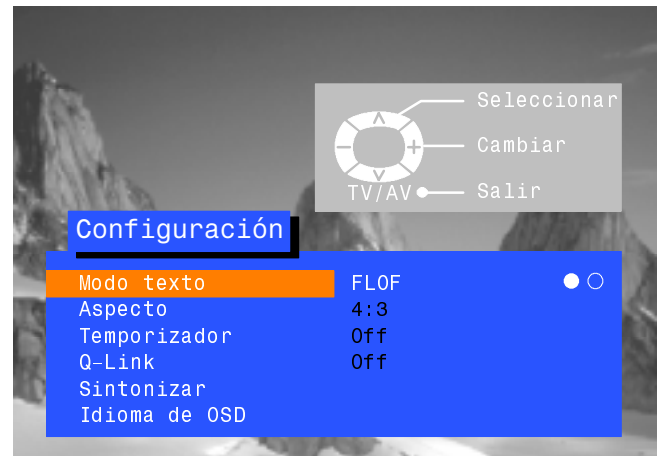 Seleccionar
Cambiar
TV/AV Salir
Configuración
Modo texto FLOF
Aspecto 4:3
Temporizador Off
Q-Link Off
Sintonizar
Idioma de OSD